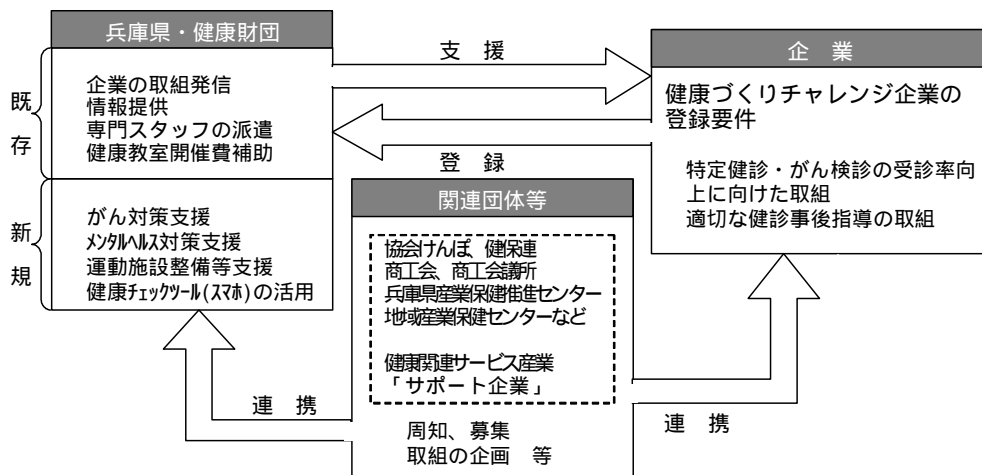 兵庫県・健康財団
既存
企業の取組発信
情報提供
専門スタッフの派遣
健康教室開催費補助
新規
がん対策支援
ﾒﾝﾀﾙﾍﾙｽ対策支援
運動施設整備等支援
健康ﾁｪｯｸﾂｰﾙ(ｽﾏﾎ)の活用
支 援
登 録
企 業
健康づくりチャレンジ企業の
登録要件
特定健診・がん検診の受診率向
上に向けた取組
適切な健診事後指導の取組
関連団体等
協会けんぽ、健保連
商工会、商工会議所
兵庫県産業保健推進センター
地域産業保健センターなど
健康関連サービス産業
「サポート企業」
周知、募集
取組の企画 等
連 携
連 携